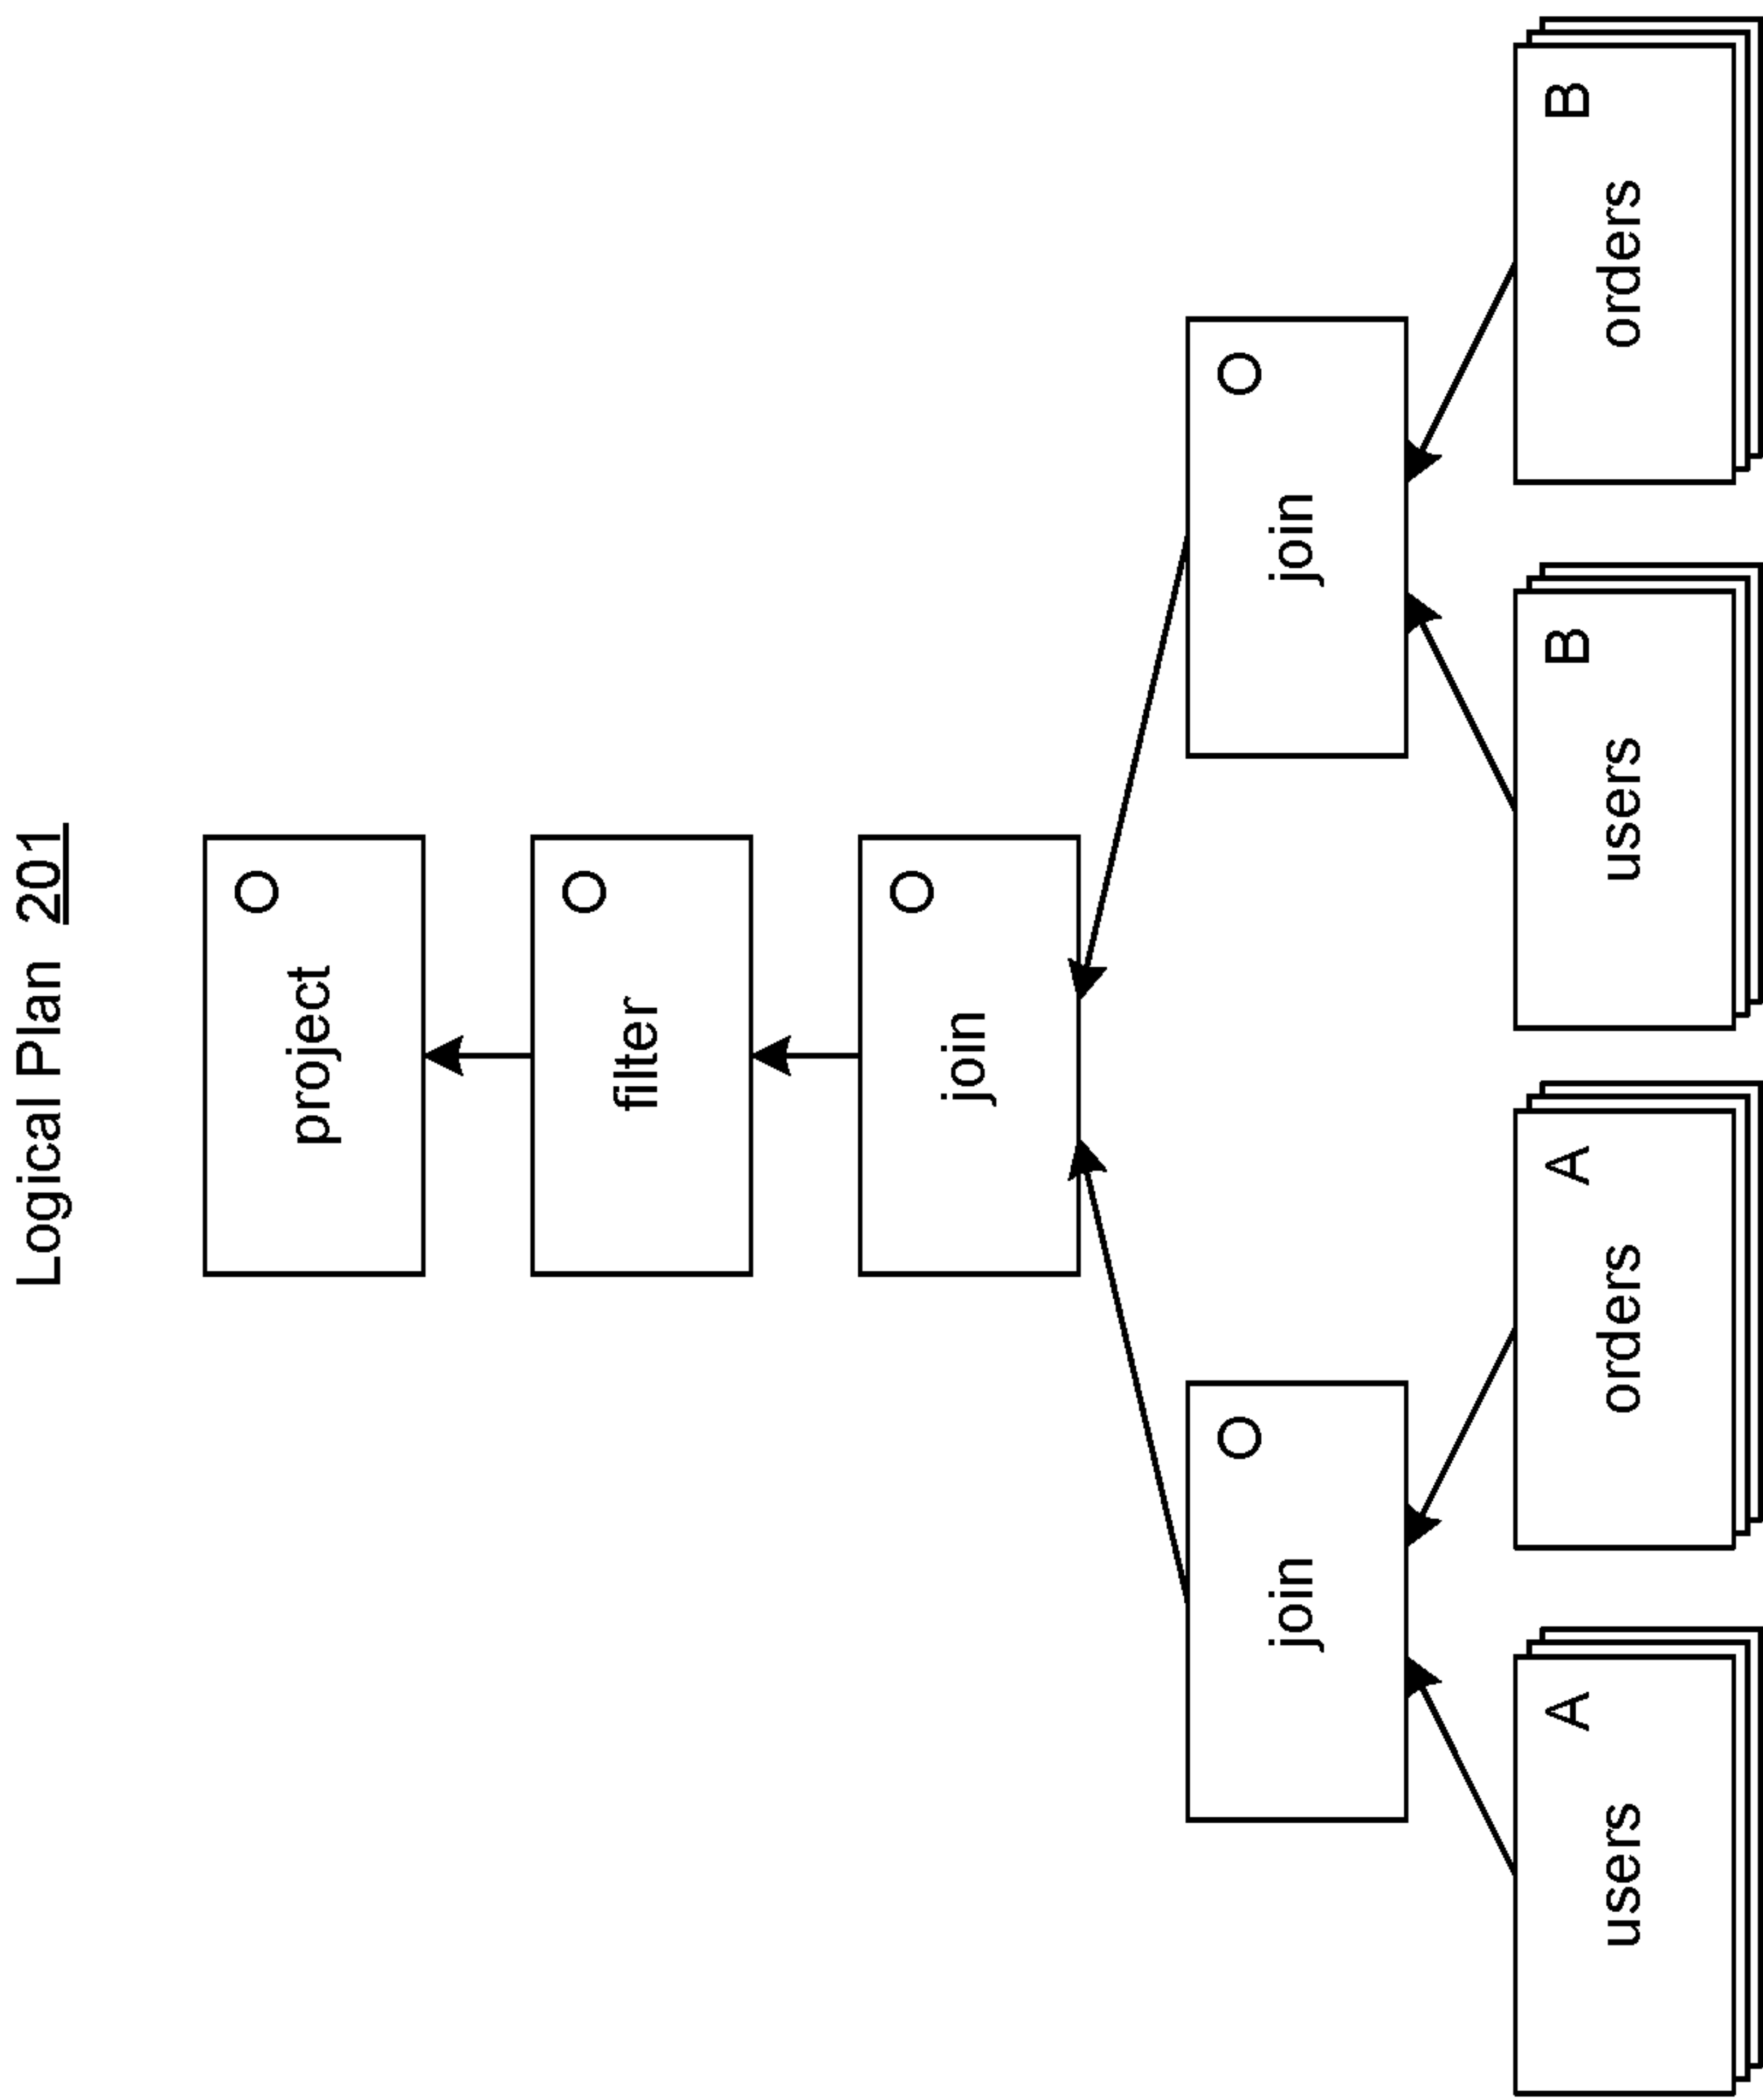 Logical Plan 201
O
project
O
filter
O
join
O
join
O
join
A
users
A
orders
B
users
B
orders